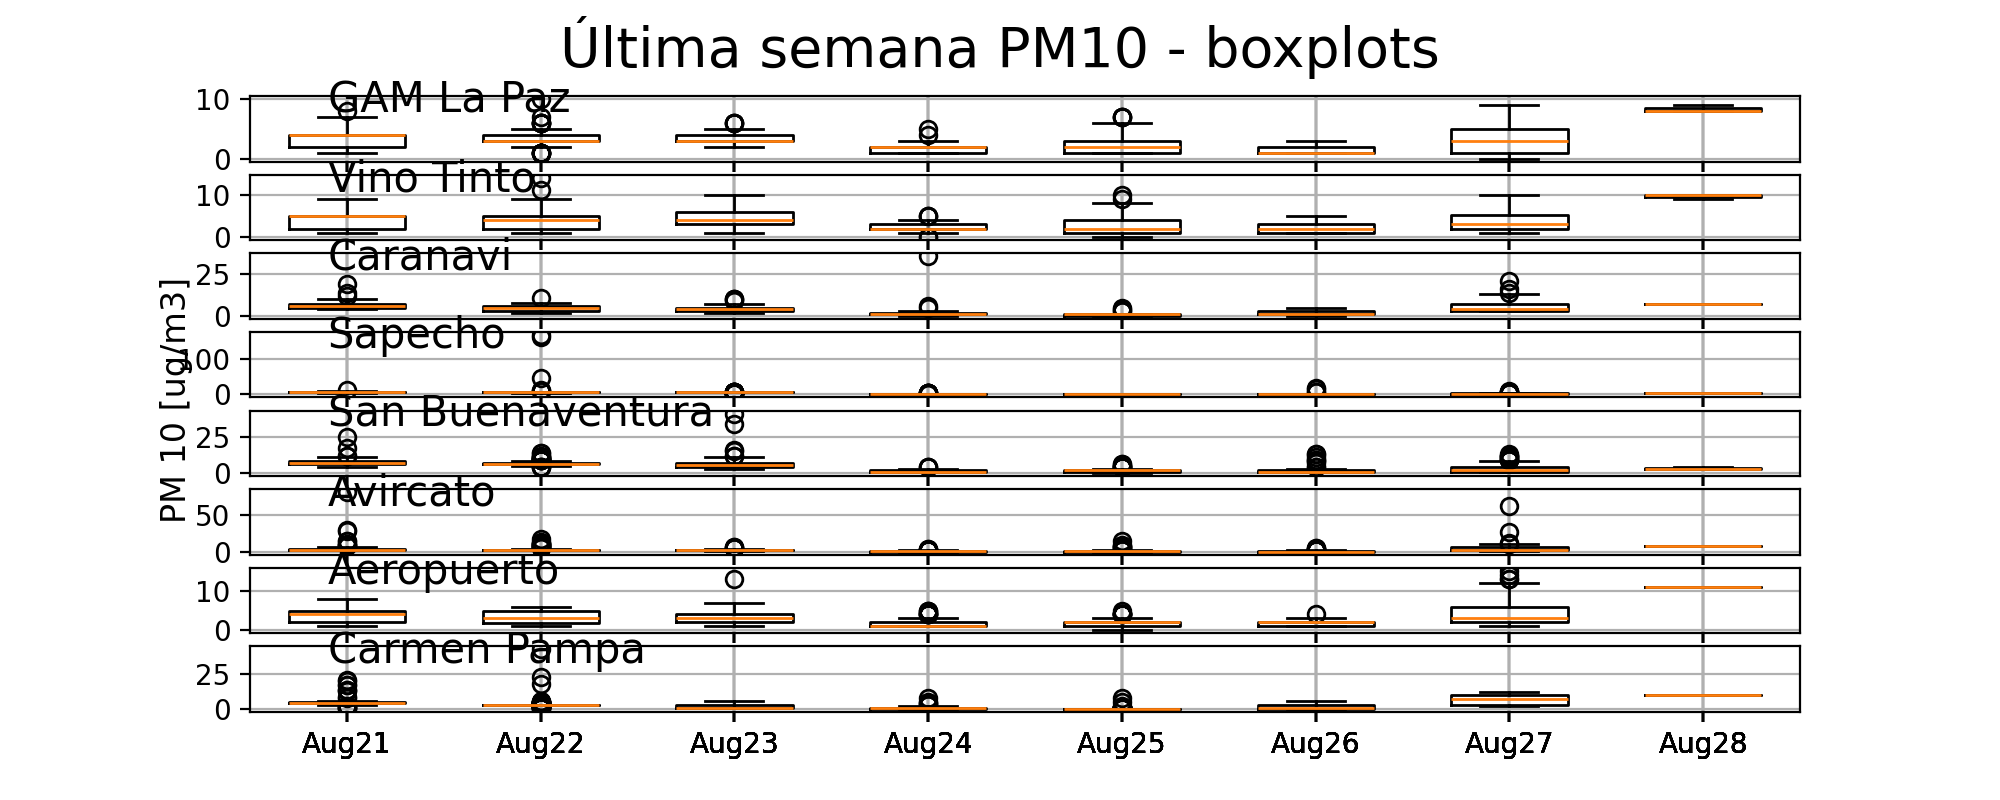 Última semana PM10 - boxplots
PM 10 [ug/m3]
GAM La Paz
10
0
Vino Tinto
10
0
Caranavi
25
0
Sapecho
100
0
San Buenaventura
25
0
Avircato
50
0
Aeropuerto
10
0
Carmen Pampa
25
0
Aug21 Aug22 Aug23 Aug24 Aug25 Aug26 Aug27 Aug28